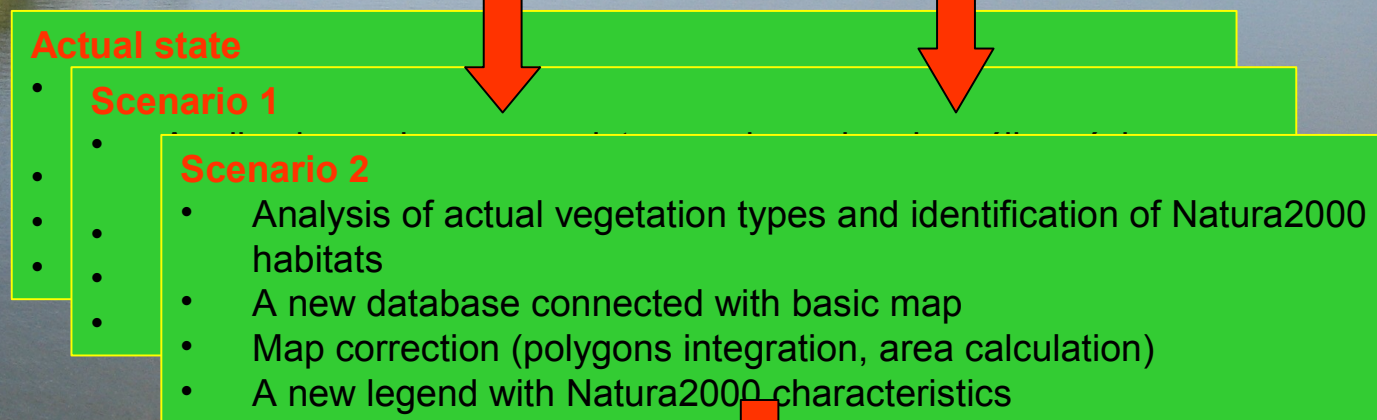 Actual state
•
•
•
•
Scenario 1
•
•
•
•
Scenario 2
• Analysis of actual vegetation types and identification of Natura2000
habitats
• A new database connected with basic map
• Map correction (polygons integration, area calculation)
• A new legend with Natura2000 characteristics